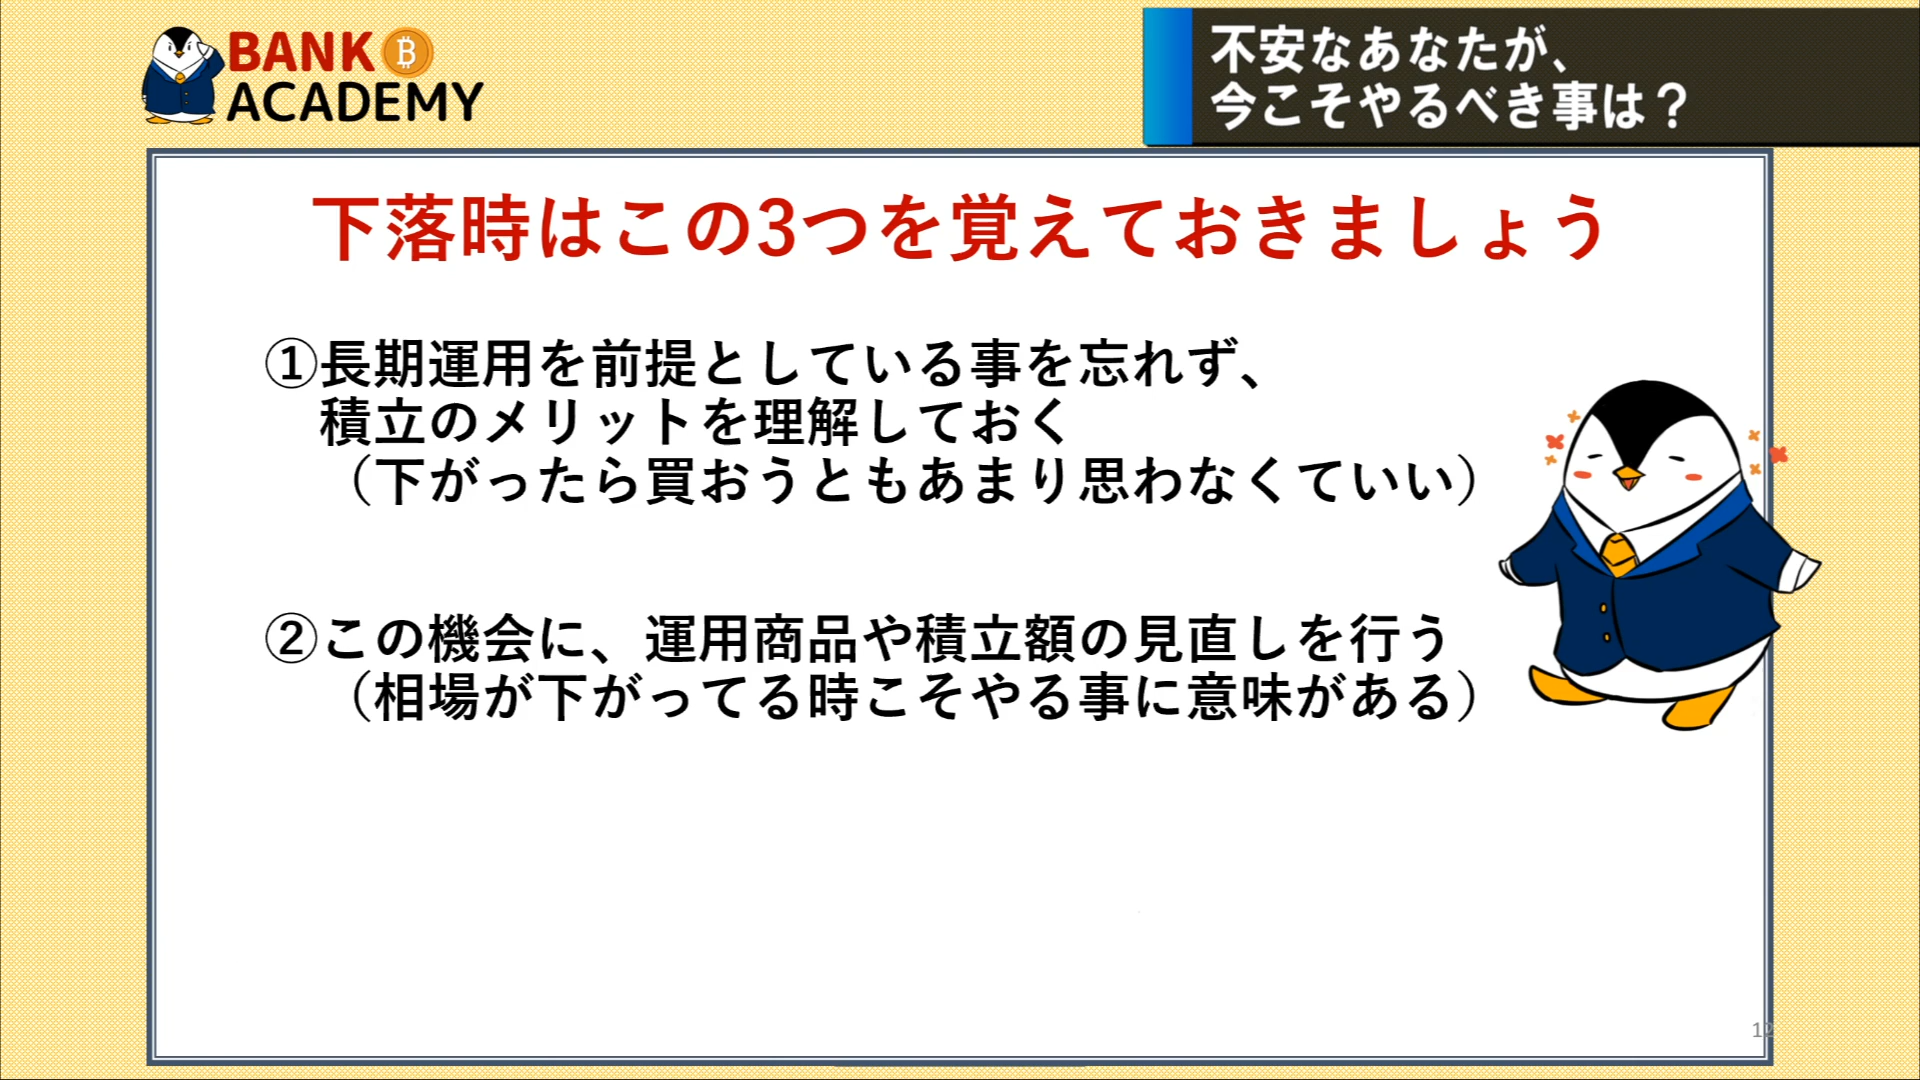 BANK
ACADEMY
不安なあなたが、
今こそやるべき事は？
下落時はこの3つを覚えておきましょう
①長期運用を前提としている事を忘れず、
積立のメリットを理解しておく
（下がったら買おうともあまり思わなくていい）
②この機会に、運用商品や積立額の見直しを行う
（相場が下がってる時こそやる事に意味がある）
12